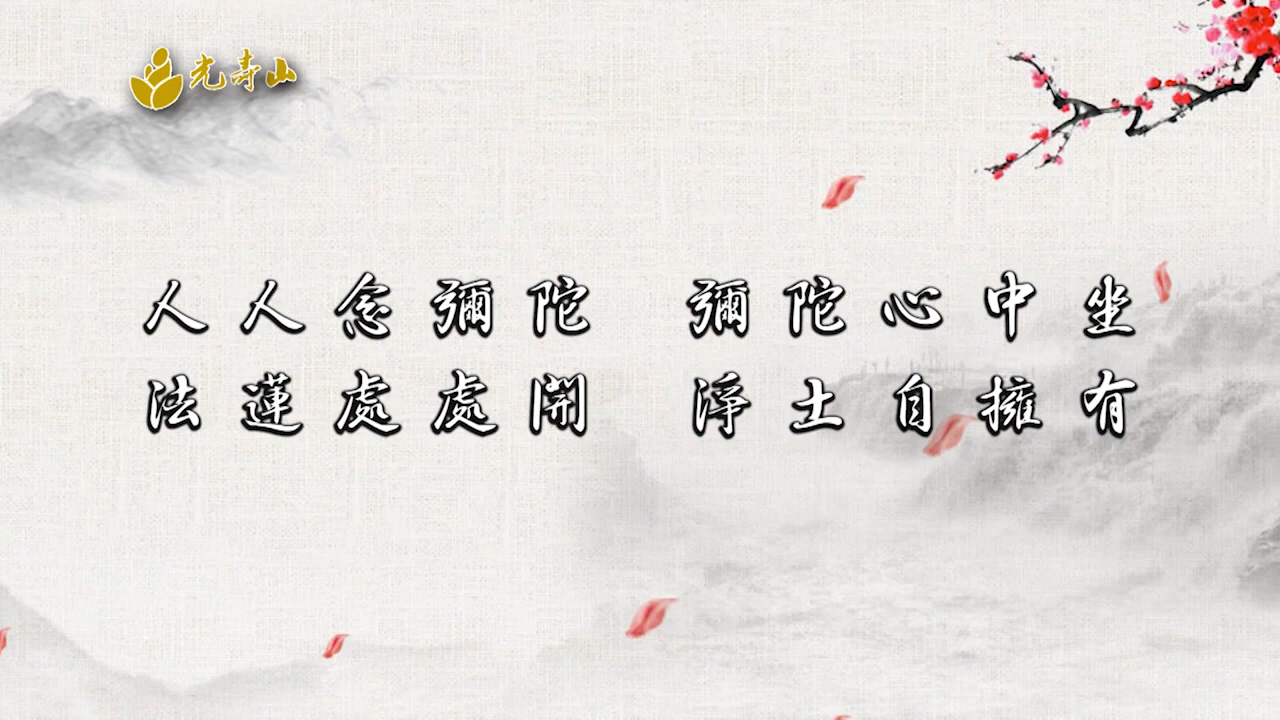 光寿山
人人念彌陀 彌陀心中坐
法蓮處處開 淨土自擁有